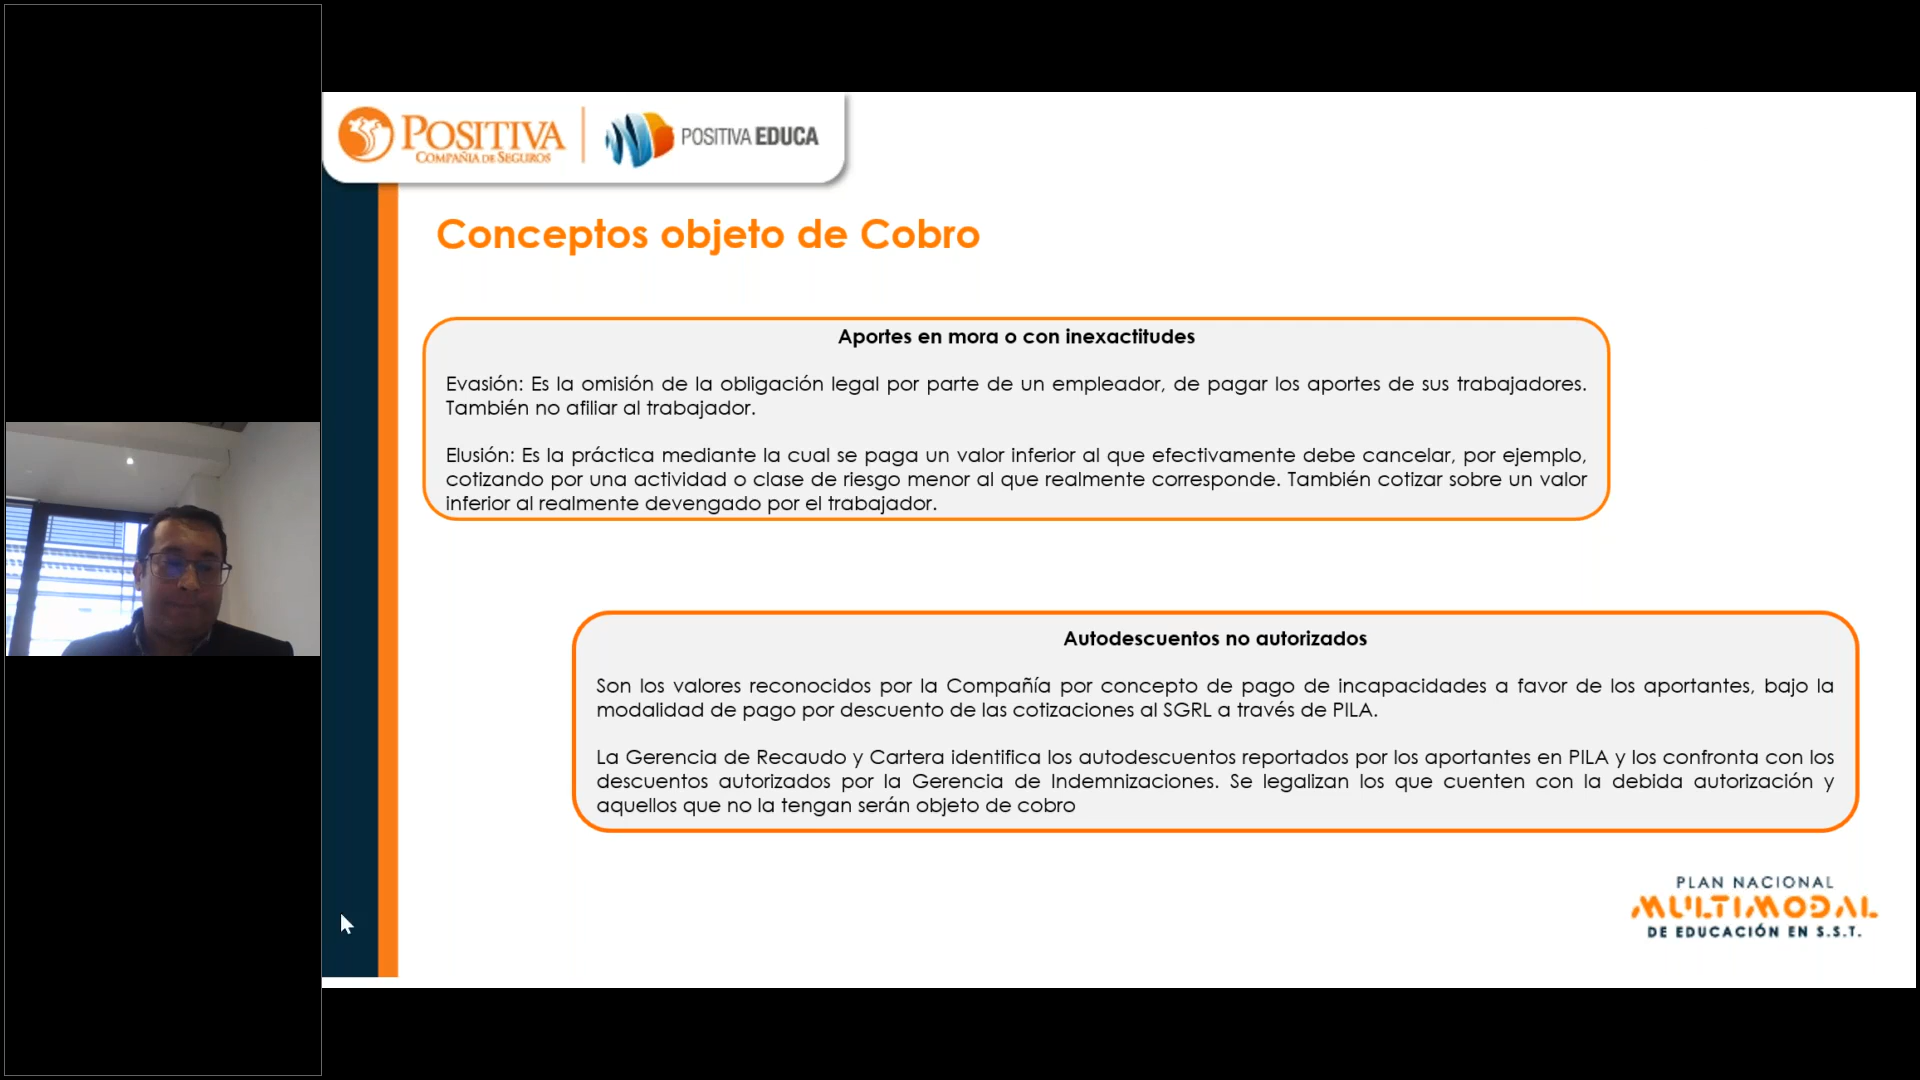 POSITIVA
COMPAÑIA DE SEGUROS
POSITIVA EDUCA
Conceptos objeto de Cobro
Aportes en mora o con inexactitudes
Evasión: Es la omisión de la obligación legal por parte de un empleador, de pagar los aportes de sus trabajadores.
También no afiliar al trabajador.
Elusión: Es la práctica mediante la cual se paga un valor inferior al que efectivamente debe cancelar, por ejemplo,
cotizando por una actividad o clase de riesgo menor al que realmente corresponde. También cotizar sobre un valor
inferior al realmente devengado por el trabajador.
Autodescuentos no autorizados
Son los valores reconocidos por la Compañía por concepto de pago de incapacidades a favor de los aportantes, bajo la
modalidad de pago por descuento de las cotizaciones al SGRL a través de PILA.
La Gerencia de Recaudo y Cartera identifica los autodescuentos reportados por los aportantes en PILA y los confronta con los
descuentos autorizados por la Gerencia de Indemnizaciones. Se legalizan los que cuenten con la debida autorización y
aquellos que no la tengan serán objeto de cobro
PLAN NACIONAL
MULTIMODAL
DE EDUCACIÓN EN S.S.T.